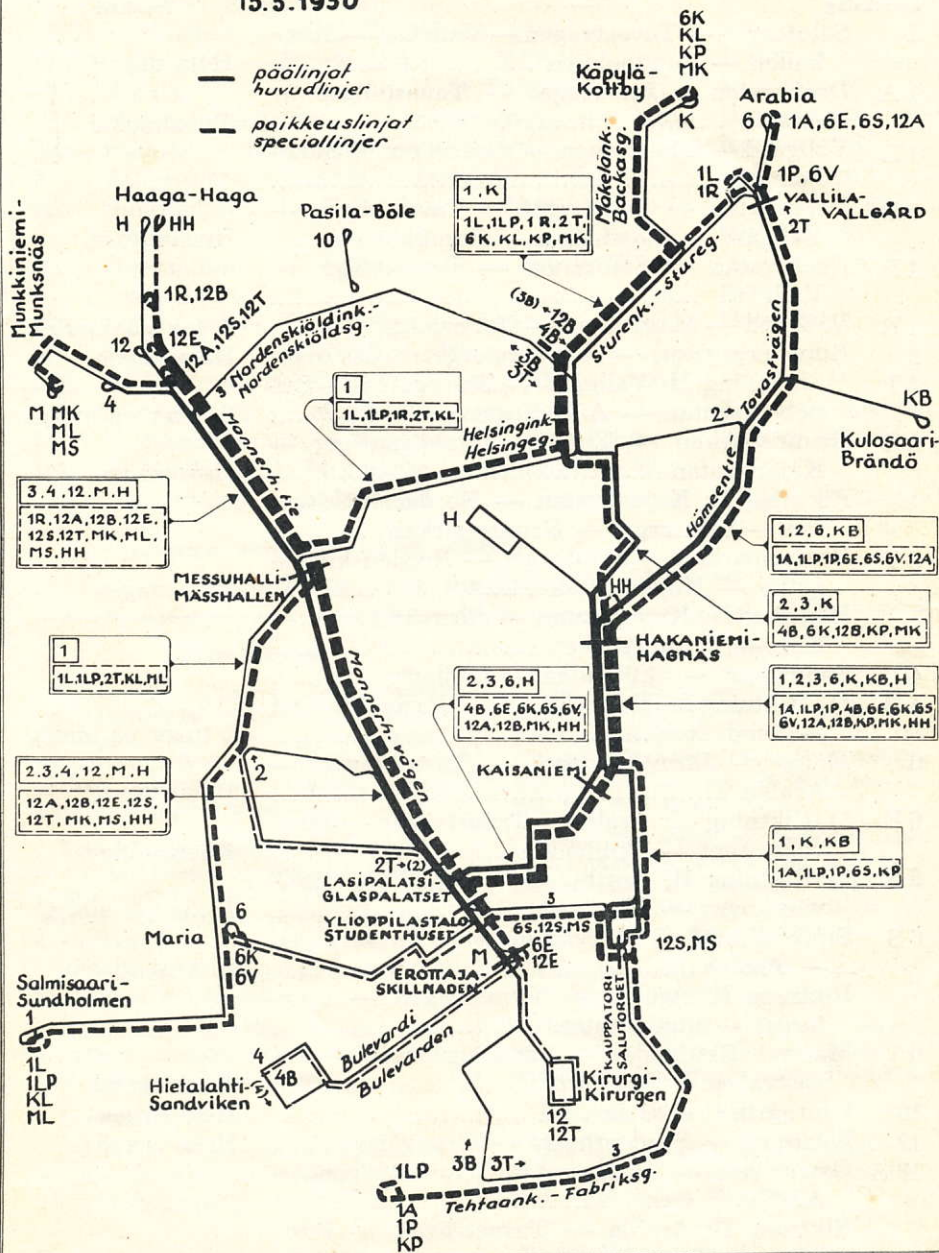 15.5.1950
päälinjat
huvudlinjer
poikkeuslinjat
speciallinjer
6K
KL
KP
MK
Käpylä-
Kottby
K
Arabia
6
1A,6E,6S,12A
1L
1R
1P,6V
VALLILA-
VALLGÅRD
2T
Mäkelänk.
Backasg.
Haaga-Haga
H
HH
Pasila-Böle
10
1,K
1L,1LP,1R,2T,
6K,KL,KP,MK
Munkkiniemi-
Munksnäs
1R,12B
12
12E
12A,12S,12T
3
Nordenskiöldink.-
Nordenskiöldsg.
(3B)
12B
4B
3B
3T
Sturenk.-Stureg.
M MK
ML
MS
4
1
1L,1LP,1R,2T,KL
Helsingink.-
Helsingeg.
2
Tavastvägen
KB
Kulosaari-
Brändö
Mannerh.tie
3.4.12.M.H
1R,12A,12B,12E,
12S,12T,MK,ML,
MS,HH
H
Hämeentie
1,2,6,KB
1A,1LP,1P,6E,6S,6V,12A
MESSUHALLI-
MÄSSHALLEN
HH
2,3,K
4B,6K,12B,KP,MK
HAKANIEMI-
HAGNÄS
1
1L.1LP,2T,KL,ML
Mannerh.vägen
2,3,6,H
4B,6E,6K,6S,6V,
12A,12B,MK,HH
1,2,3,6,K,KB,H
1A.1LP,1P,4B,6E,6K,6S
6V,12A,12B,KP,MK,HH
2
KAISANIEMI
2.3.4.12.M.H
12A,12B,12E,12S,
12T,MK,MS,HH
2T
(2)
LASIPALATSI-
GLASPALATSET
1,K,KB
1A,1LP,1P,6S,KP
3
6
YLIOPPILASTALO-
STUDENTHUSET
Maria
6S,12S,MS
6E
12E
12S,MS
6K
6V
M
EROTTAJA-
SKILLNADEN
KAUPPATORI-
SALUTORGET
Salmisaari-
Sundholmen
1
1L
1LP
KL
ML
Bulevardi
Bulevarden
4
4B
Hietalahti-
Sandviken
Kirurgi-
Kirurgen
12
12T
3B
3T
3
1LP
Tehtaank.-Fabriksg.
1A
1P
KP